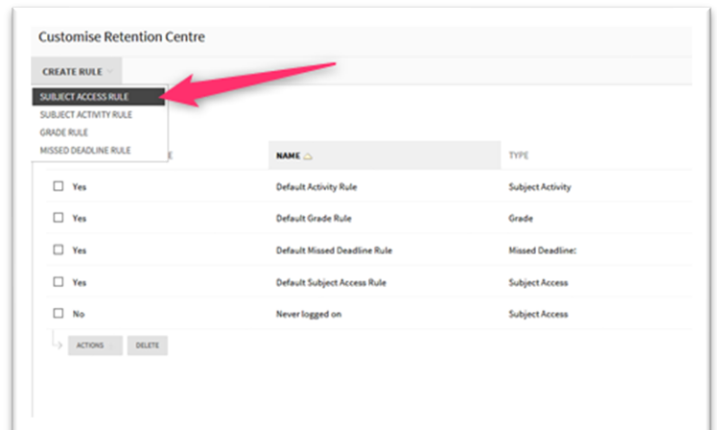 Customise Retention Centre
CREATE RULE
SUBJECT ACCESS RULE
SUBJECT ACTIVITY RULE
GRADE RULE
MISSED DEADLINE RULE
E NAME TYPE
Yes Default Activity Rule Subject Activity
Yes Default Grade Rule Grade
Yes Default Missed Deadline Rule Missed Deadline:
Yes Default Subject Access Rule Subject Access
No Never logged on Subject Access
ACTIONS DELETE